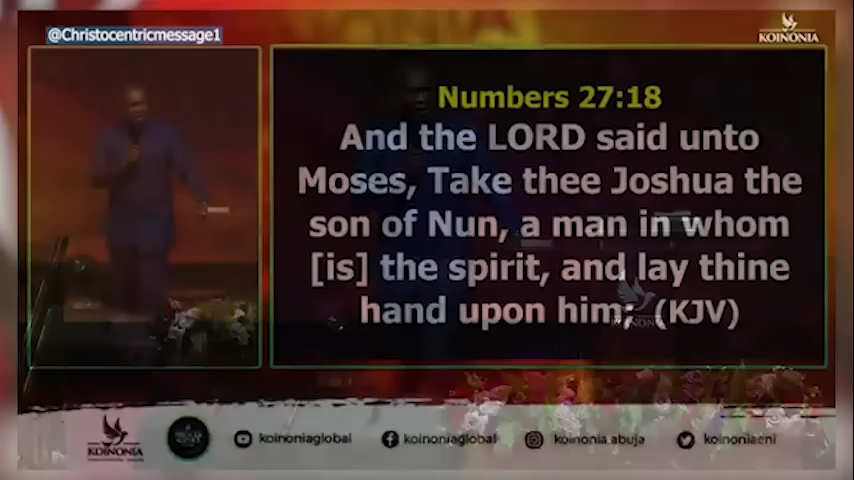 @Christocentricmessage1
KOINONIA
Numbers 27:18
And the LORD said unto
Moses, Take thee Joshua the
son of Nun, a man in whom
[is] the spirit, and lay thine
hand upon him; (KJV)
KOINONIA
koinoniaglobal
koinoniaglobal
koinonia.abuja
koinoniaeni